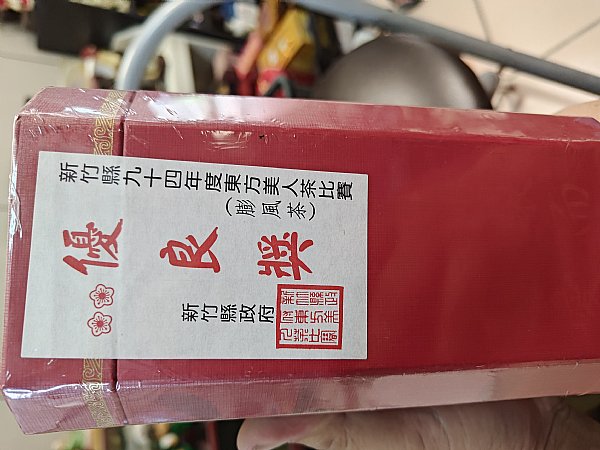 新竹縣九十四年度東方美人茶比賽
(膨風茶)
優良獎
新竹縣政府